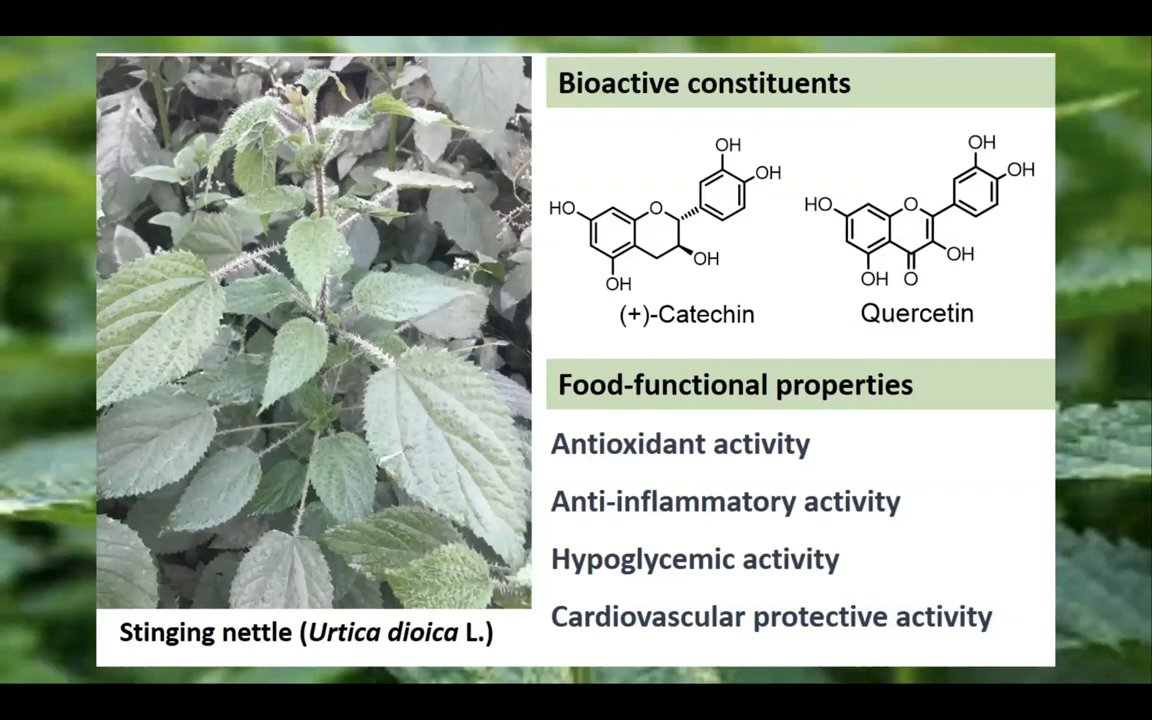 Bioactive constituents
OH
OH
HO
O
OH
OH
(+)-Catechin
OH
OH
HO
O
OH
OH
O
Quercetin
Food-functional properties
Antioxidant activity
Anti-inflammatory activity
Hypoglycemic activity
Cardiovascular protective activity
Stinging nettle (Urtica dioica L.)